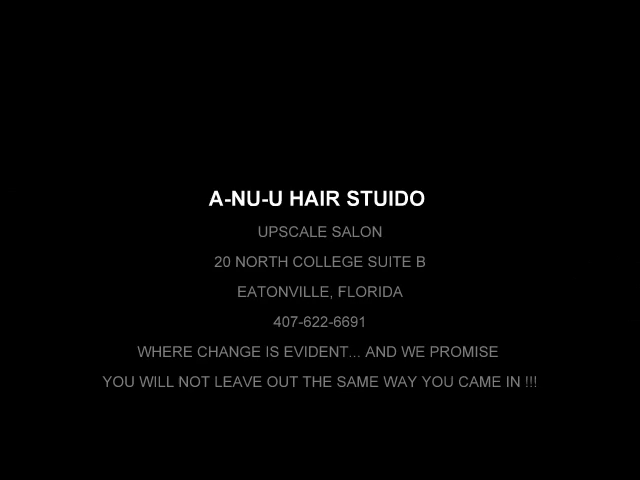 A-NU-U HAIR STUIDO
UPSCALE SALON
20 NORTH COLLEGE SUITE B
EATONVILLE, FLORIDA
407-622-6691
WHERE CHANGE IS EVIDENT... AND WE PROMISE
YOU WILL NOT LEAVE OUT THE SAME WAY YOU CAME IN !!!